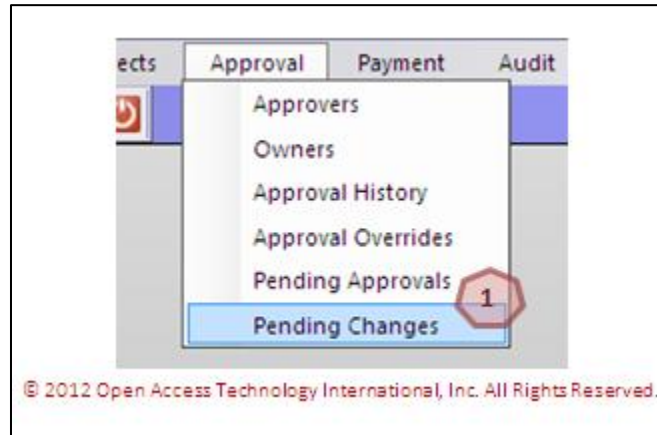 ects Approval Payment Audit
Approvers
Owners
Approval History
Approval Overrides
Pending Approvals
1
Pending Changes
© 2012 Open Access Technology International, Inc. All Rights Reserved.